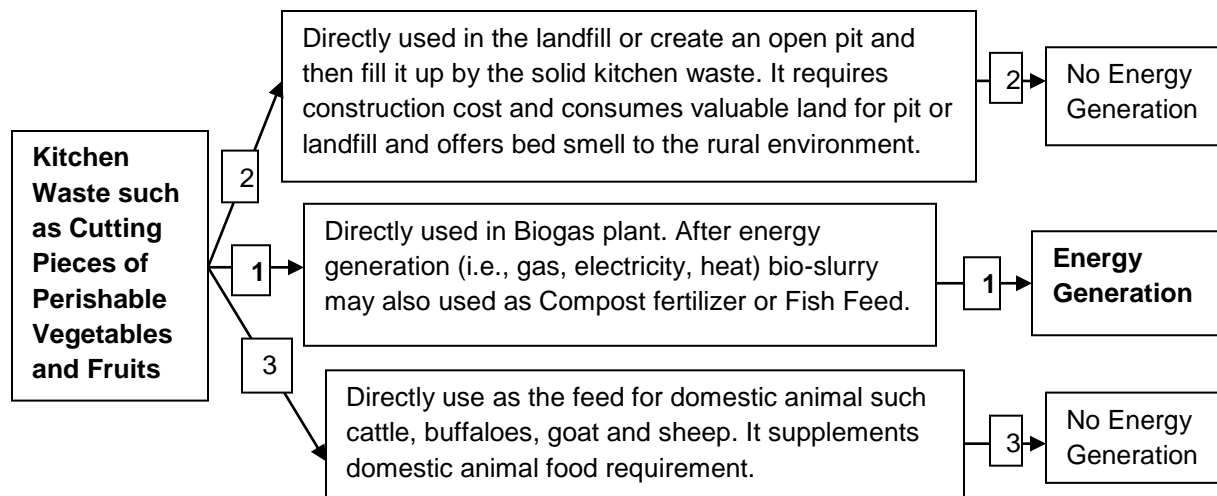 Kitchen
Waste such
as Cutting
Pieces of
Perishable
Vegetables
and Fruits
2
Directly used in the landfill or create an open pit and
then fill it up by the solid kitchen waste. It requires
construction cost and consumes valuable land for pit or
landfill and offers bed smell to the rural environment.
2
No Energy
Generation
1
Directly used in Biogas plant. After energy
generation (i.e., gas, electricity, heat) bio-slurry
may also used as Compost fertilizer or Fish Feed.
1
Energy
Generation
3
Directly use as the feed for domestic animal such
cattle, buffaloes, goat and sheep. It supplements
domestic animal food requirement.
3
No Energy
Generation